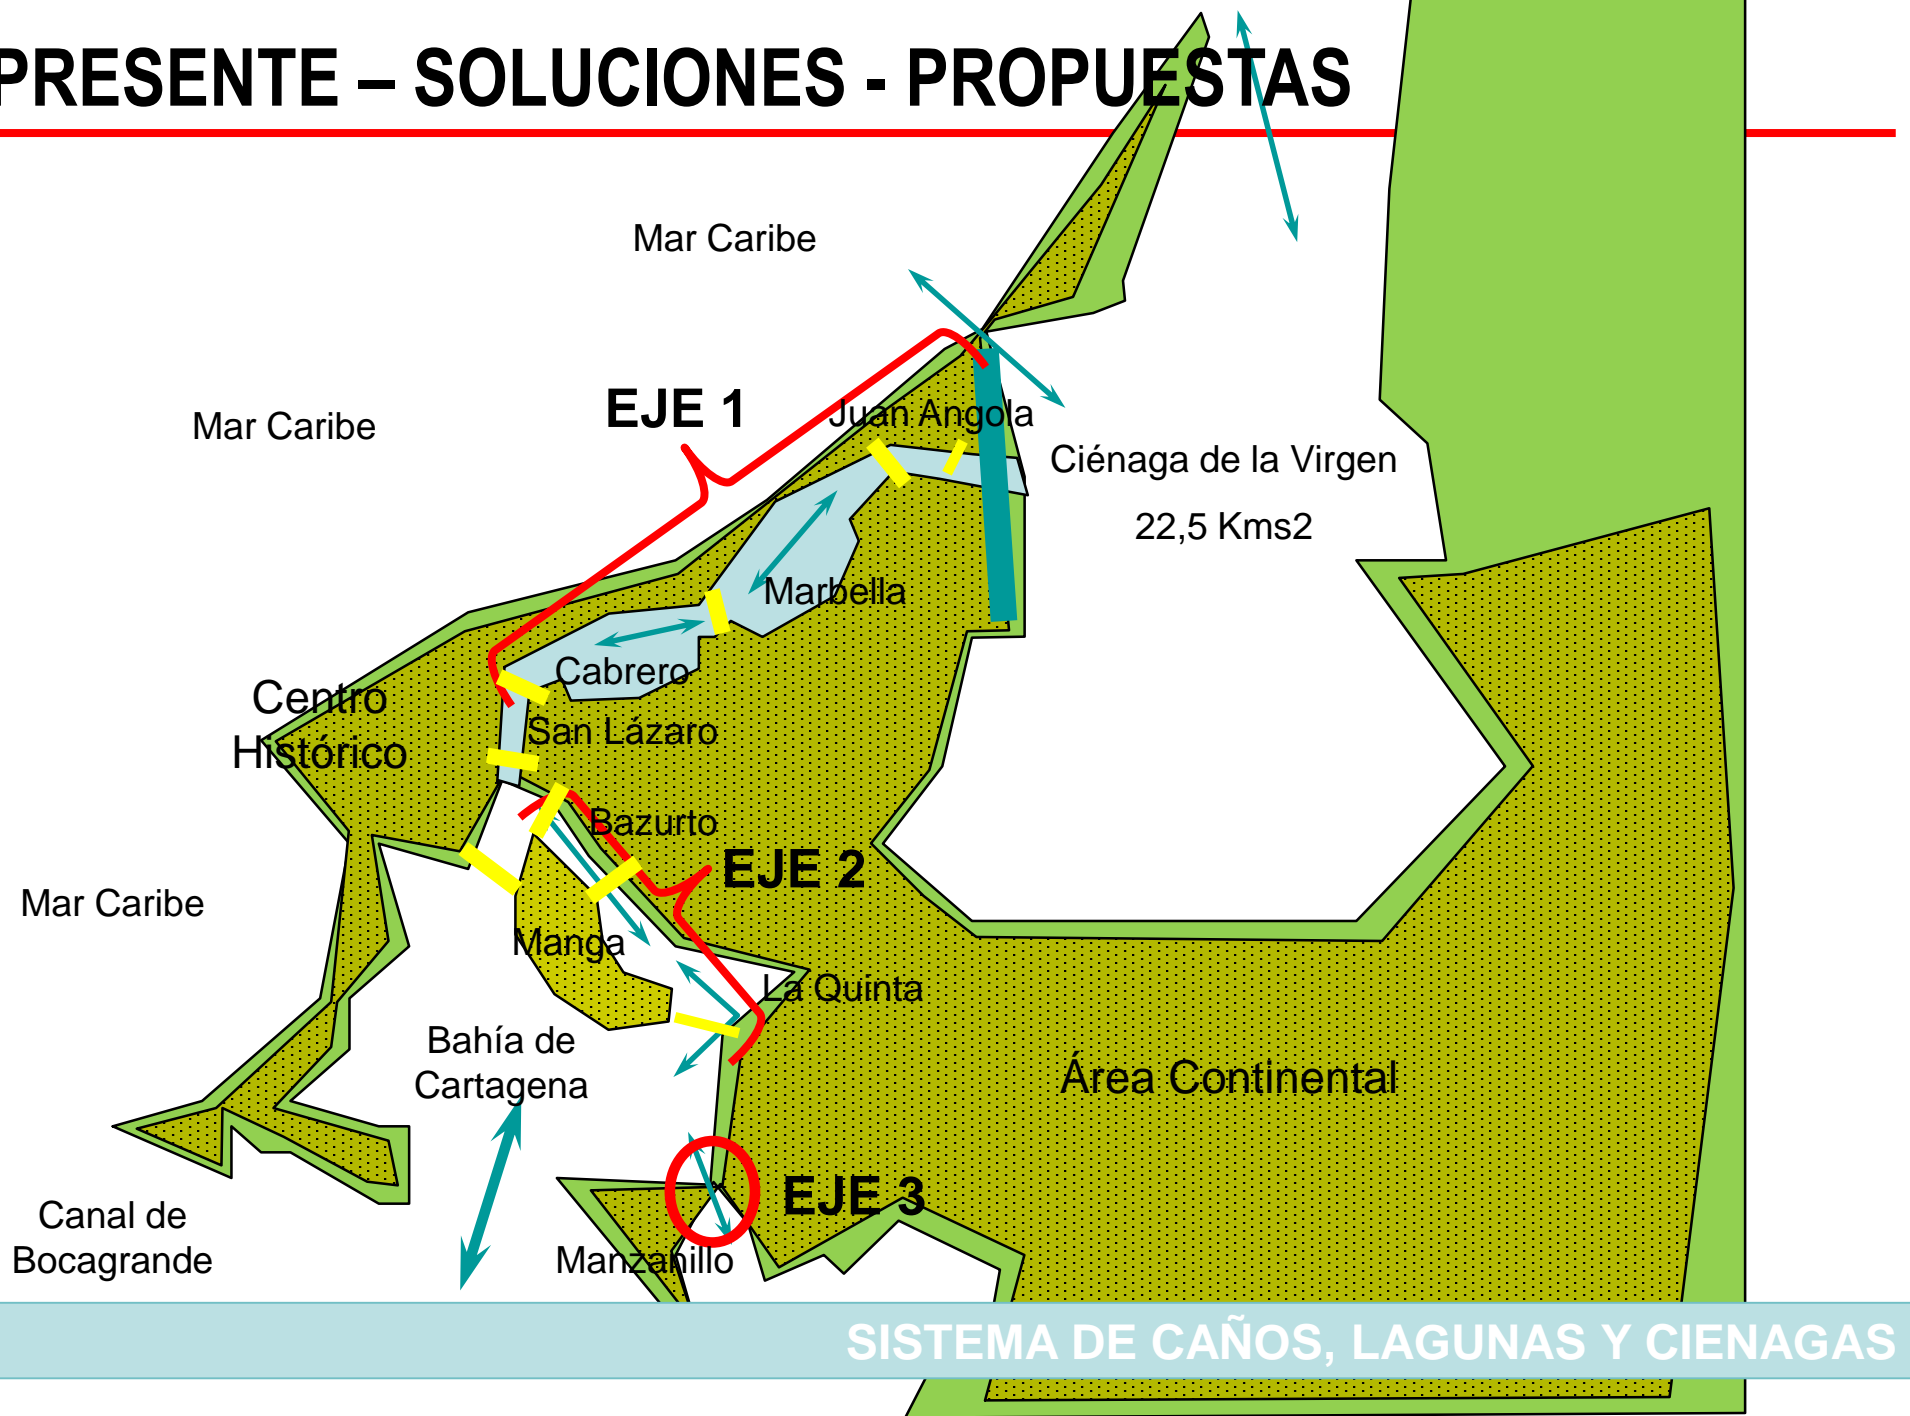 PRESENTE – SOLUCIONES - PROPUESTAS
Mar Caribe
EJE 1
Juan Angola
Mar Caribe
Ciénaga de la Virgen
22,5 Kms2
Marbella
Cabrero
Centro
Histórico
San Lázaro
Bazurto
EJE 2
Mar Caribe
Manga
La Quinta
Bahía de
Cartagena
Área Continental
EJE 3
Canal de
Bocagrande
Manzanillo
SISTEMA DE CAÑOS, LAGUNAS Y CIENAGAS